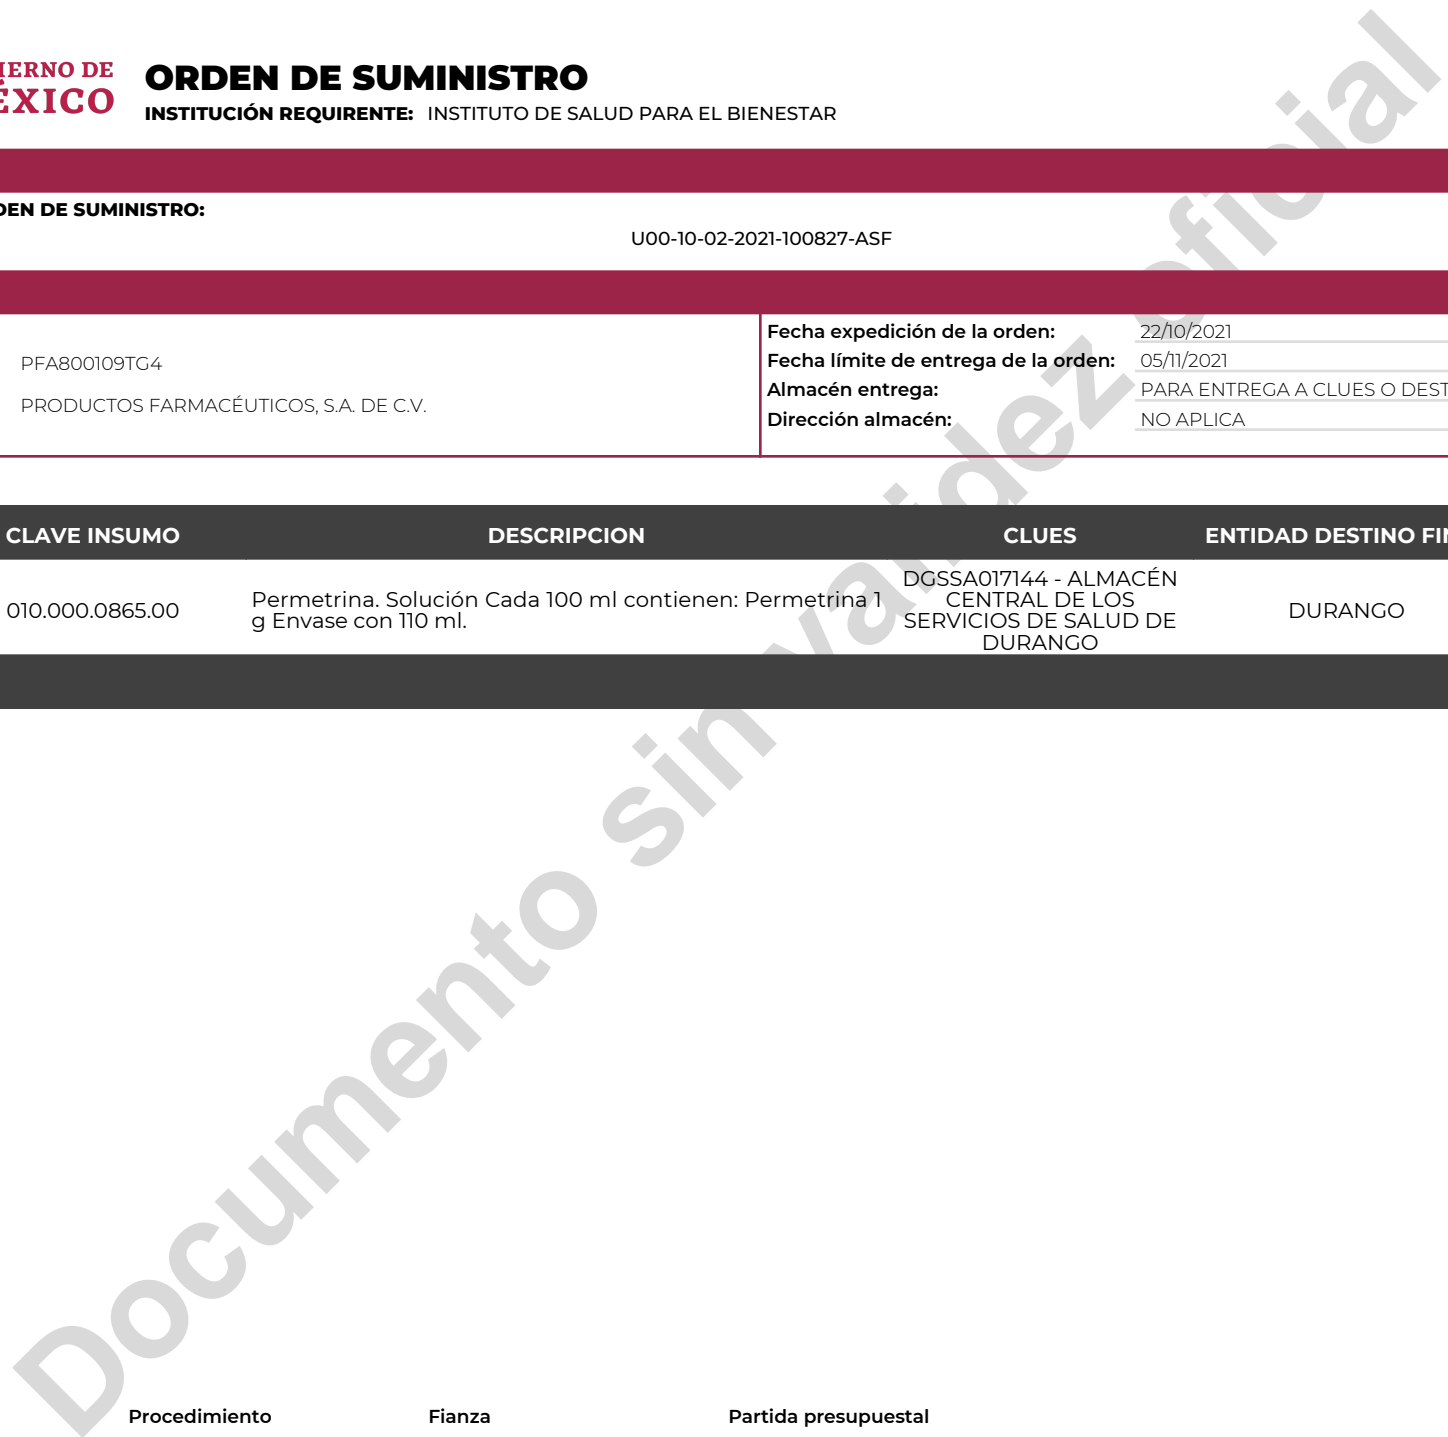 IERNO DE
ÉXICO
ORDEN DE SUMINISTRO
INSTITUCIÓN REQUIRENTE: INSTITUTO DE SALUD PARA EL BIENESTAR
DEN DE SUMINISTRO:
U00-10-02-2021-100827-ASF
PFA800109TG4
PRODUCTOS FARMACÉUTICOS, S.A. DE C.V.
Fecha expedición de la orden: 22/10/2021
Fecha límite de entrega de la orden: 05/11/2021
Almacén entrega: PARA ENTREGA A CLUES O DEST
Dirección almacén: NO APLICA
CLAVE INSUMO DESCRIPCION CLUES ENTIDAD DESTINO FIN
010.000.0865.00
Permetrina. Solución Cada 100 ml contienen: Permetrina 1
g Envase con 110 ml.
DGSSA017144 - ALMACÉN
CENTRAL DE LOS
SERVICIOS DE SALUD DE
DURANGO
DURANGO
Documento sin validez oficial
Procedimiento Fianza Partida presupuestal